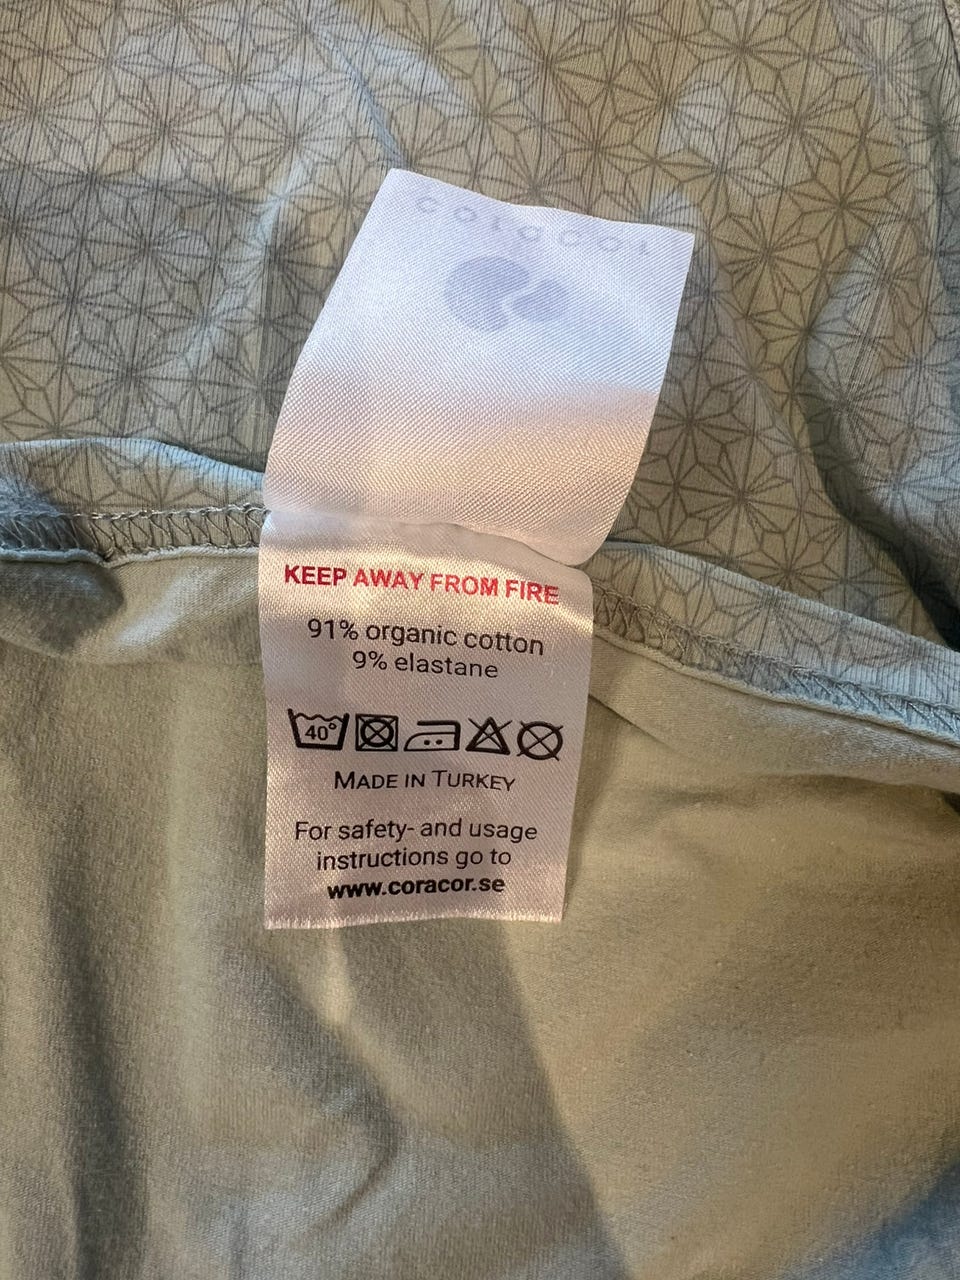 coracor
KEEP AWAY FROM FIRE
91% organic cotton
9% elastane
40°
MADE IN TURKEY
For safety- and usage
instructions go to
www.coracor.se